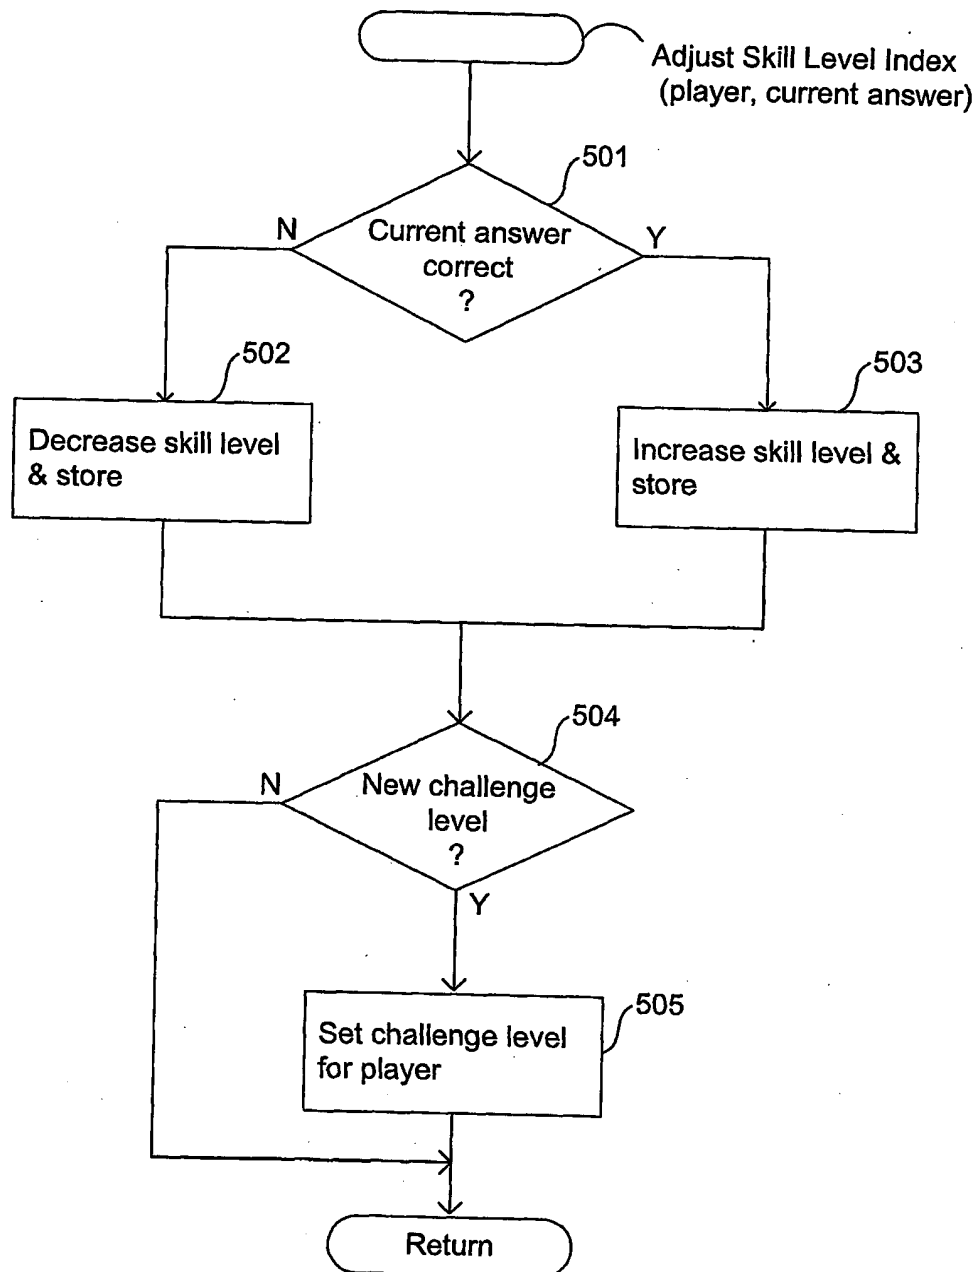 Adjust Skill Level Index
(player, current answer)
501
N
Current answer
correct
?
Y
502
503
Decrease skill level
& store
Increase skill level &
store
504
N
New challenge
level
?
Y
505
Set challenge level
for player
Return